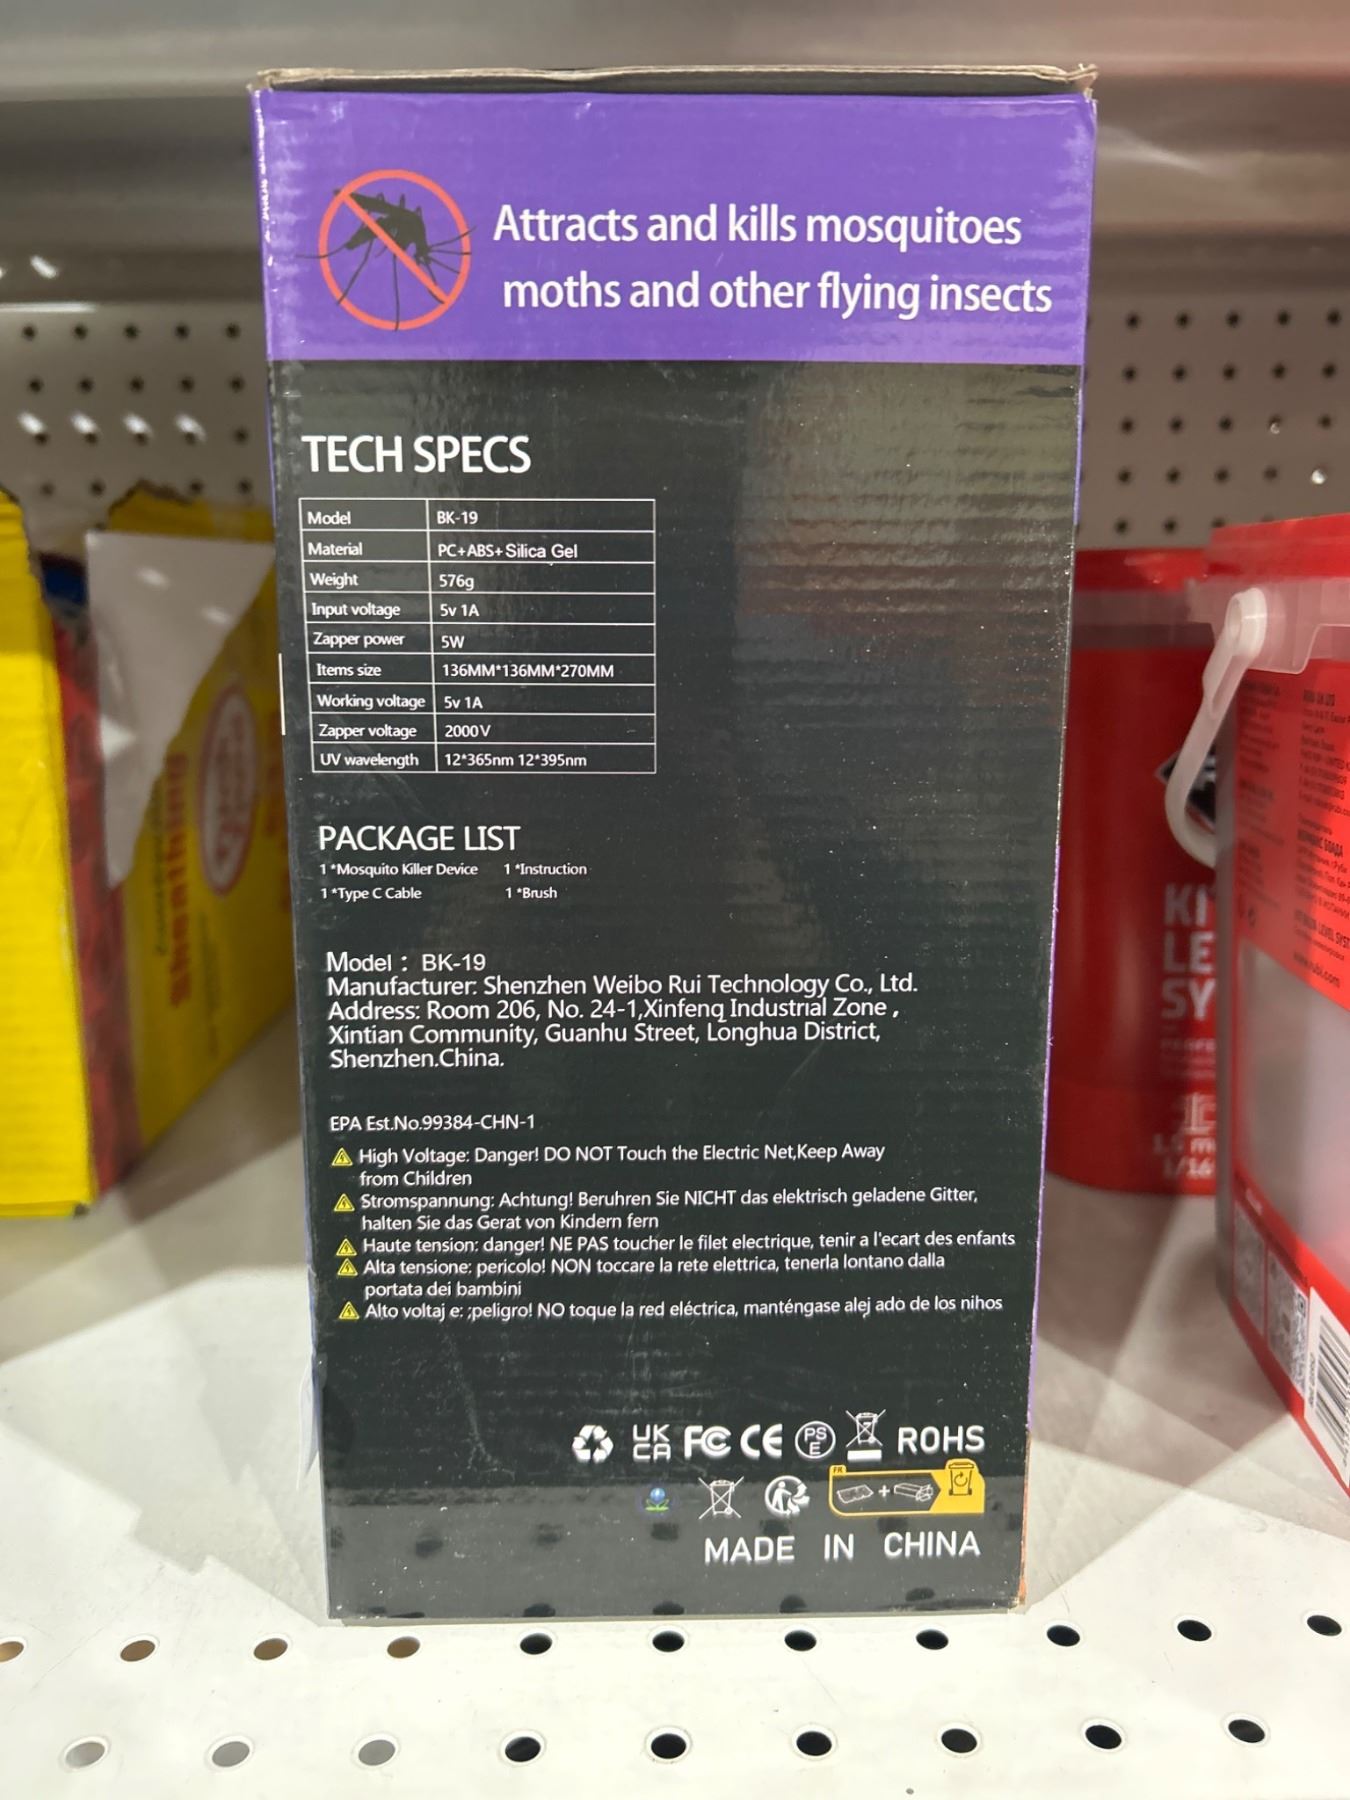 Attracts and kills mosquitoes
moths and other flying insects
TECH SPECS
Model BK-19
Material PC+ABS+Silica Gel
Weight 576g
Input voltage 5v 1A
Zapper power 5W
Items size 136MM*136MM*270MM
Working voltage 5v 1A
Zapper voltage 2000V
UV wavelength 12*365nm 12*395nm
PACKAGE LIST
1 *Mosquito Killer Device 1 *Instruction
1 *Type C Cable 1 *Brush
Model： BK-19
Manufacturer: Shenzhen Weibo Rui Technology Co., Ltd.
Address: Room 206, No. 24-1,Xinfenq Industrial Zone ,
Xintian Community, Guanhu Street, Longhua District,
Shenzhen.China.
EPA Est.No.99384-CHN-1
High Voltage: Danger! DO NOT Touch the Electric Net,Keep Away
from Children
Stromspannung: Achtung! Beruhren Sie NICHT das elektrisch geladene Gitter,
halten Sie das Gerat von Kindern fern
Haute tension: danger! NE PAS toucher le filet electrique, tenir a l'ecart des enfants
Alta tensione: pericolo! NON toccare la rete elettrica, tenerla lontano dalla
portata dei bambini
Alto voltaj e: ;peligro! NO toque la red eléctrica, manténgase alej ado de los nihos
UK CA FC CE PS E ROHS
FR
MADE IN CHINA
Sheathing
KI
LE
SY